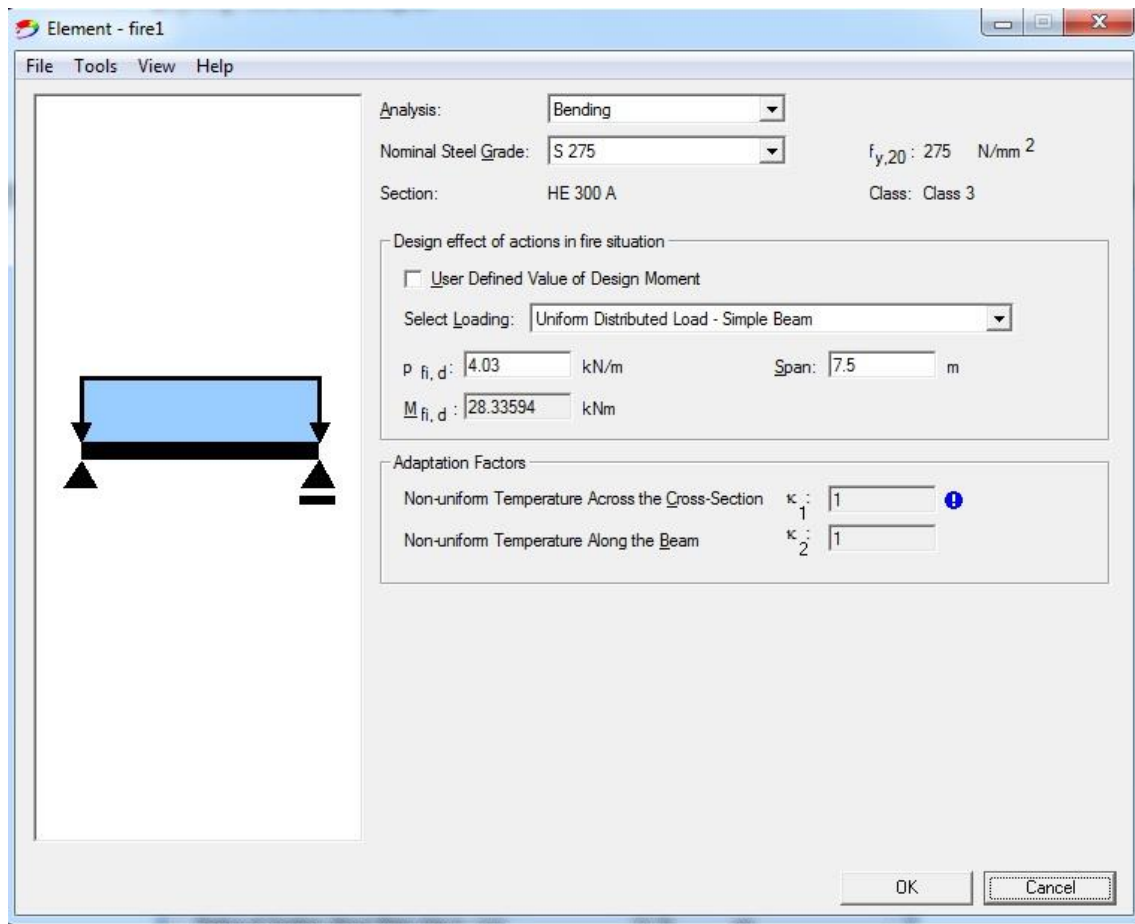 Element - fire1
File Tools View Help
Analysis: Bending
Nominal Steel Grade: S 275 f y,20 : 275 N/mm 2
Section: HE 300 A Class: Class 3
Design effect of actions in fire situation
User Defined Value of Design Moment
Select Loading: Uniform Distributed Load - Simple Beam
p fi, d : 4.03 kN/m Span: 7.5 m
M fi, d : 28.33594 kNm
Adaptation Factors
Non-uniform Temperature Across the Cross-Section κ 1 : 1
Non-uniform Temperature Along the Beam κ 2 : 1
OK Cancel